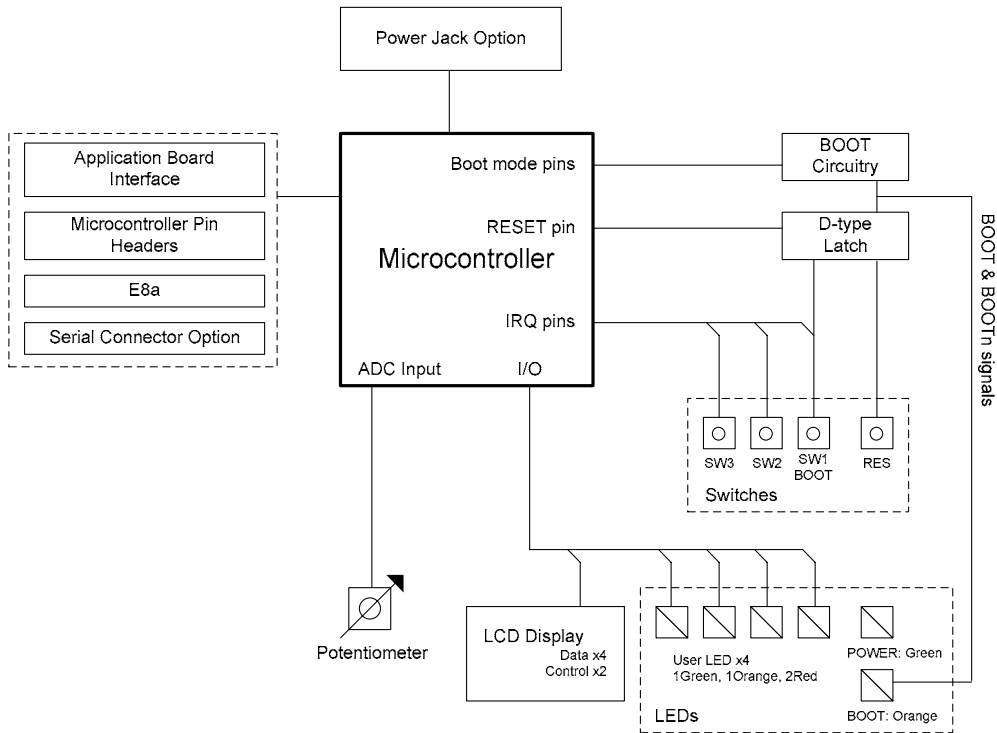 Power Jack Option
Application Board
Interface
Microcontroller Pin
Headers
E8a
Serial Connector Option
Boot mode pins
RESET pin
Microcontroller
IRQ pins
ADC Input
I/O
BOOT
Circuitry
D-type
Latch
BOOT & BOOTn signals
SW3
SW2
SW1
BOOT
RES
Switches
Potentiometer
LCD Display
Data x4
Control x2
User LED x4
1Green, 1Orange, 2Red
POWER: Green
BOOT: Orange
LEDs